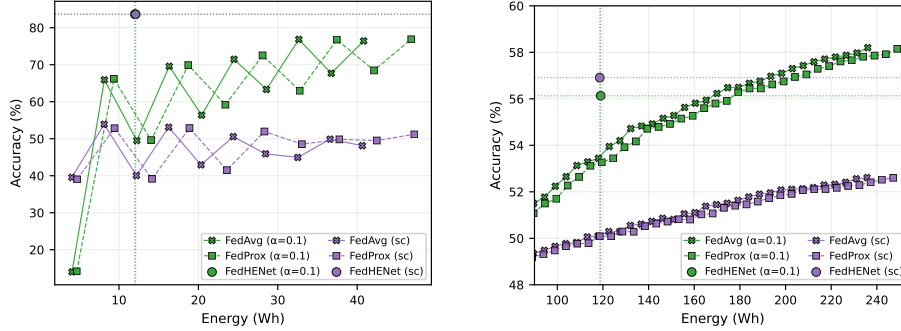 80
70
60
50
40
30
20
10
20
30
40
Accuracy (%)
Energy (Wh)
FedAvg (α=0.1)
FedProx (α=0.1)
FedHENet (α=0.1)
FedAvg (sc)
FedProx (sc)
FedHENet (sc)
60
58
56
54
52
50
48
100
120
140
160
180
200
220
240
Accuracy (%)
Energy (Wh)
FedAvg (α=0.1)
FedProx (α=0.1)
FedHENet (α=0.1)
FedAvg (sc)
FedProx (sc)
FedHENet (sc)